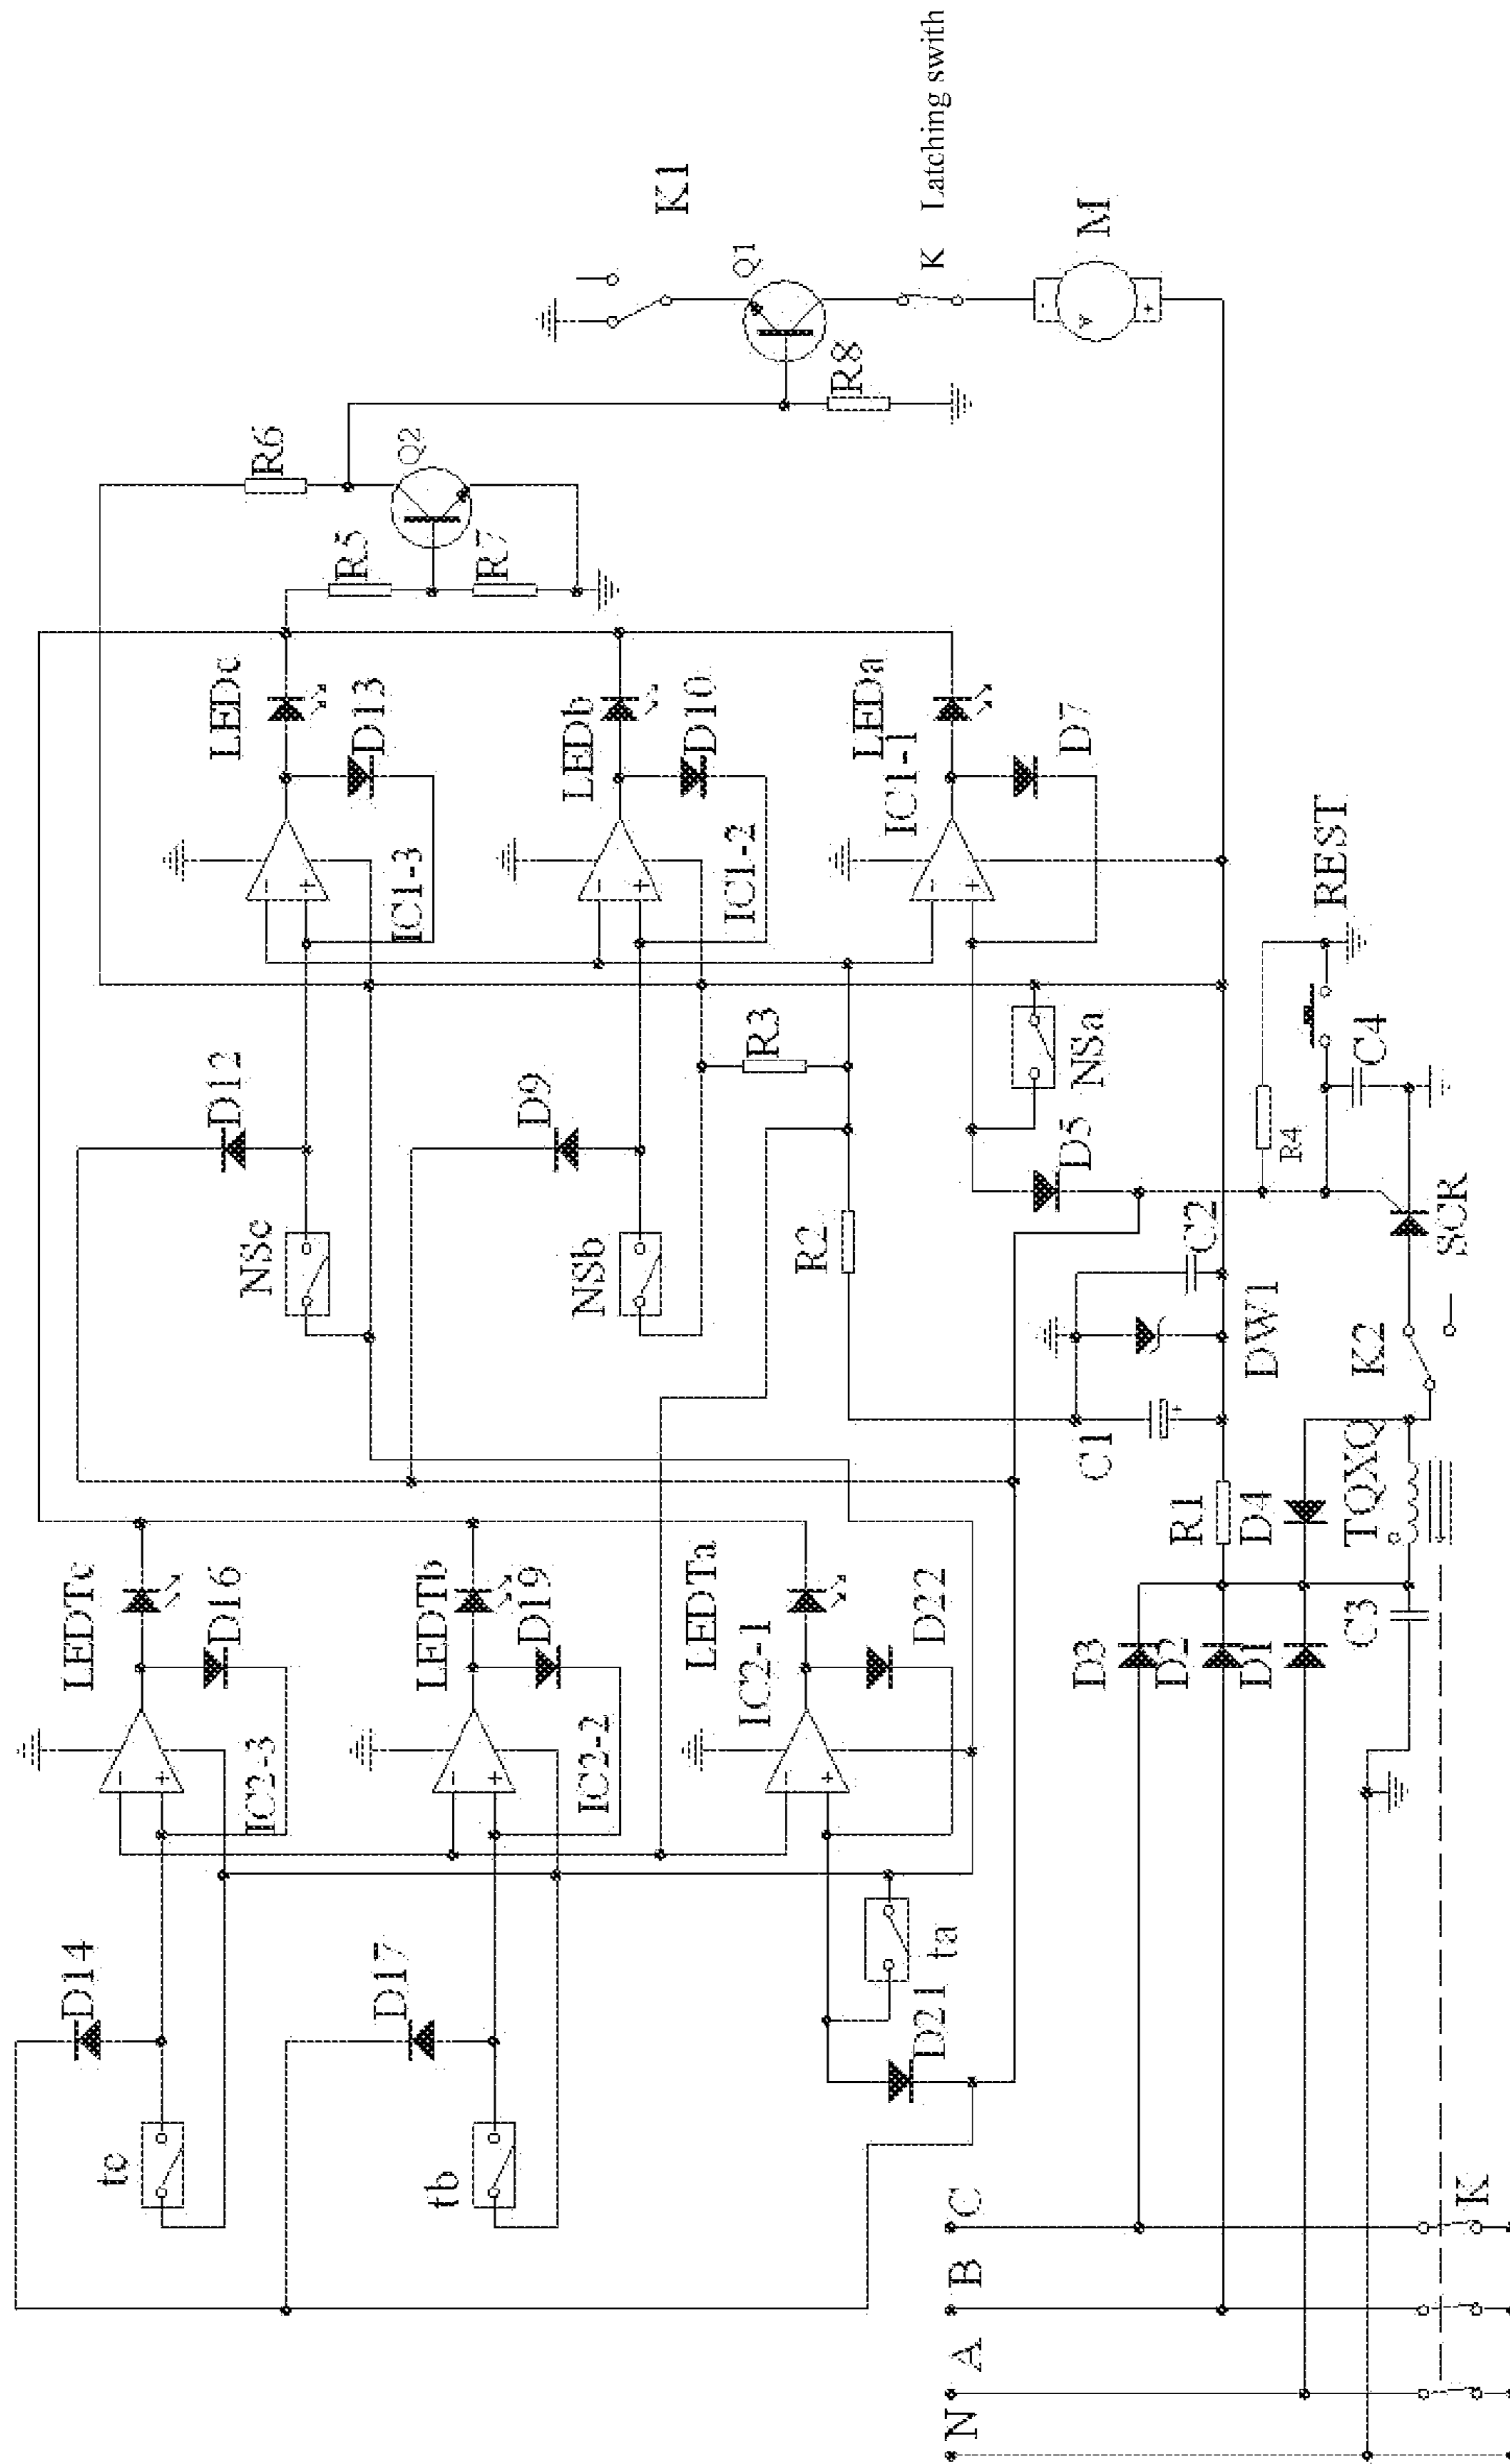 tc
D14
LEDTc
D16
IC2-3
tb
D17
LEDTb
D19
IC2-2
LEDTa
IC2-1
D22
D21
ta
NSc
D12
LEDc
D13
IC1-3
NSb
D9
LEDb
D10
IC1-2
R3
R2
LEDa
IC1-1
D7
NSa
D5
R6
Q2
R5
R7
K1
Q1
R8
K Latching swith
M
A
C1
C2
DW1
R1
D4
TQXQ
K2
SCR
R4
C4
REST
D3
D2
D1
C3
N A B C
K